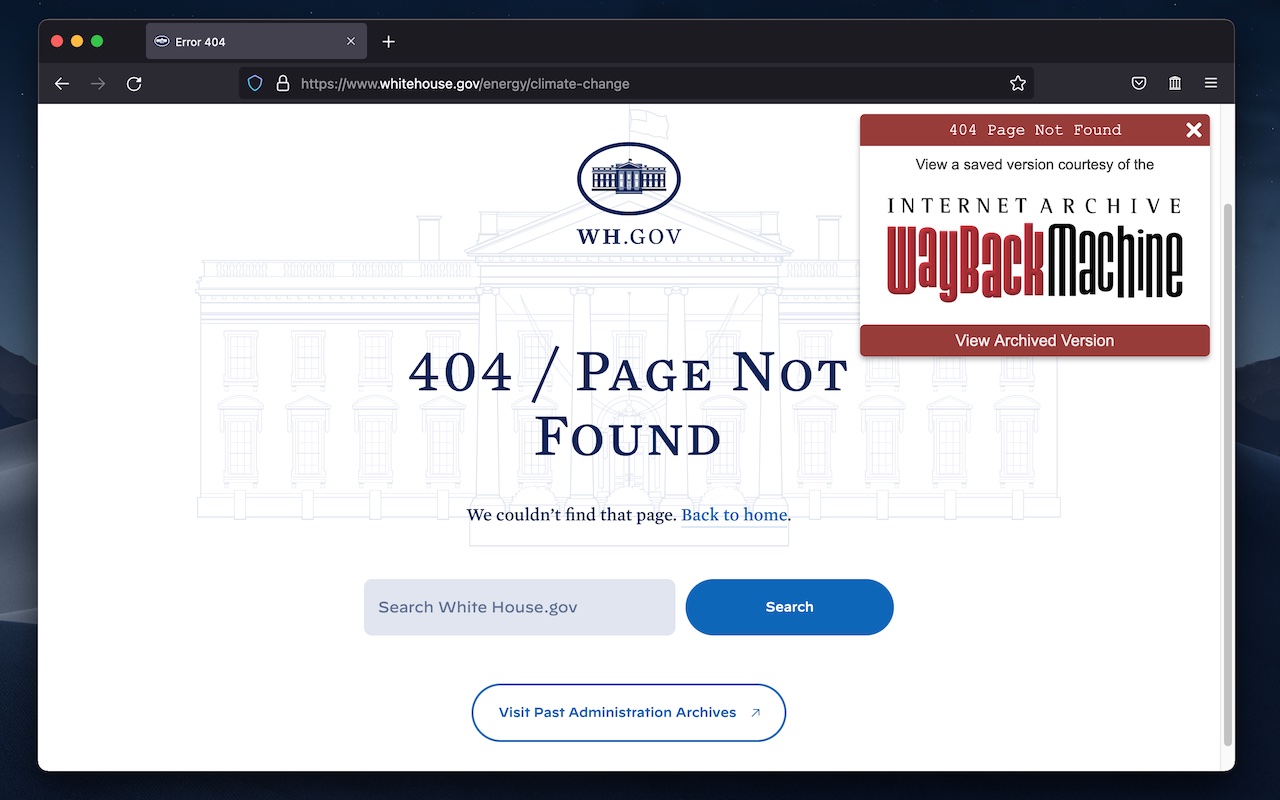 Error 404
https://www.whitehouse.gov/energy/climate-change
404 Page Not Found
View a saved version courtesy of the
INTERNET ARCHIVE
WayBackMachine
View Archived Version
WH.GOV
404 / Page Not
Found
We couldn’t find that page. Back to home.
Search White House.gov
Search
Visit Past Administration Archives